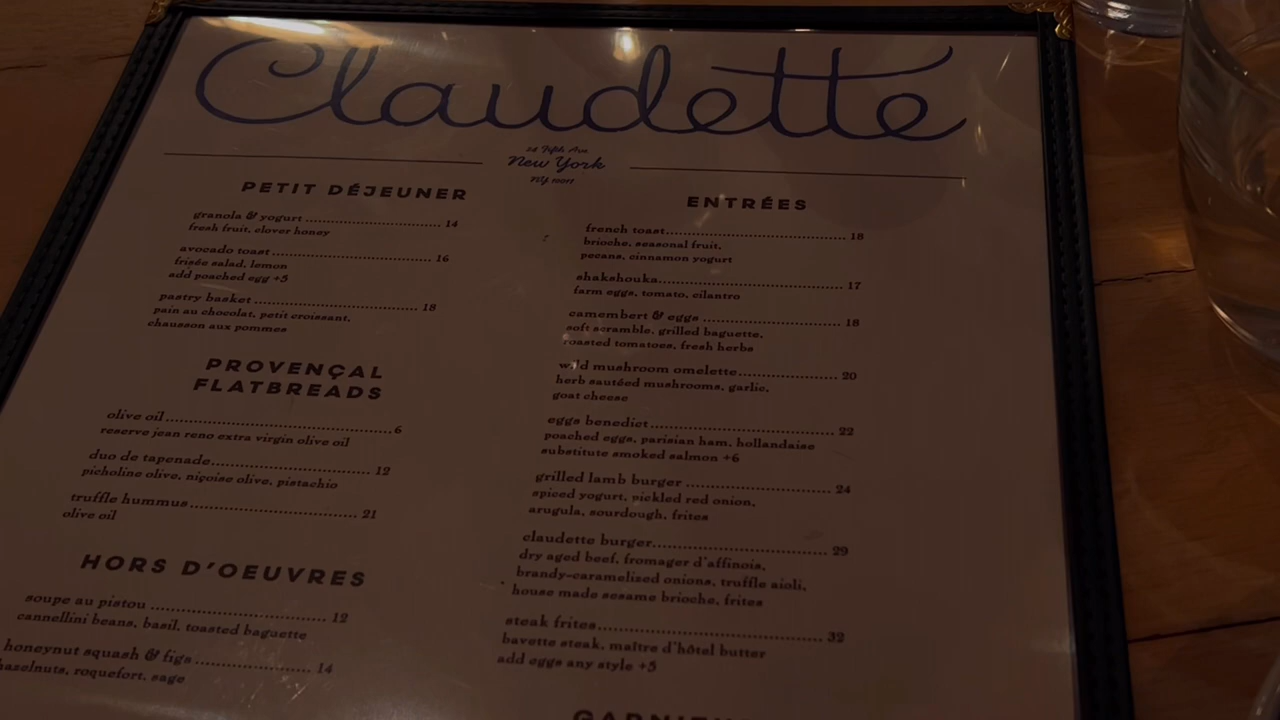 Claudette
24 Fifth Ave
New York
NY 10011
PETIT DÉJEUNER
granola & yogurt 14
fresh fruit, clover honey
avocado toast 16
frisée salad, lemon
add poached egg +5
pastry basket 18
pain au chocolat, petit croissant,
chausson aux pommes
PROVENÇAL
FLATBREADS
olive oil 6
reserve jean reno extra virgin olive oil
duo de tapenade 12
picholine olive, niçoise olive, pistachio
truffle hummus 21
olive oil
HORS D'OEUVRES
soupe au pistou 12
cannellini beans, basil, toasted baguette
honeynut squash & figs 14
hazelnuts, roquefort, sage
ENTRÉES
french toast 18
brioche, seasonal fruit,
pecans, cinnamon yogurt
shakshouka 17
farm eggs, tomato, cilantro
camembert & eggs 18
soft scramble, grilled baguette,
roasted tomatoes, fresh herbs
wild mushroom omelette 20
herb sautéed mushrooms, garlic,
goat cheese
eggs benedict 22
poached eggs, parisian ham, hollandaise
substitute smoked salmon +6
grilled lamb burger 24
spiced yogurt, pickled red onion,
arugula, sourdough, frites
claudette burger 29
dry aged beef, fromager d'affinois,
brandy-caramelized onions, truffle aioli,
house made sesame brioche, frites
steak frites 32
bavette steak, maître d'hôtel butter
add eggs any style +5